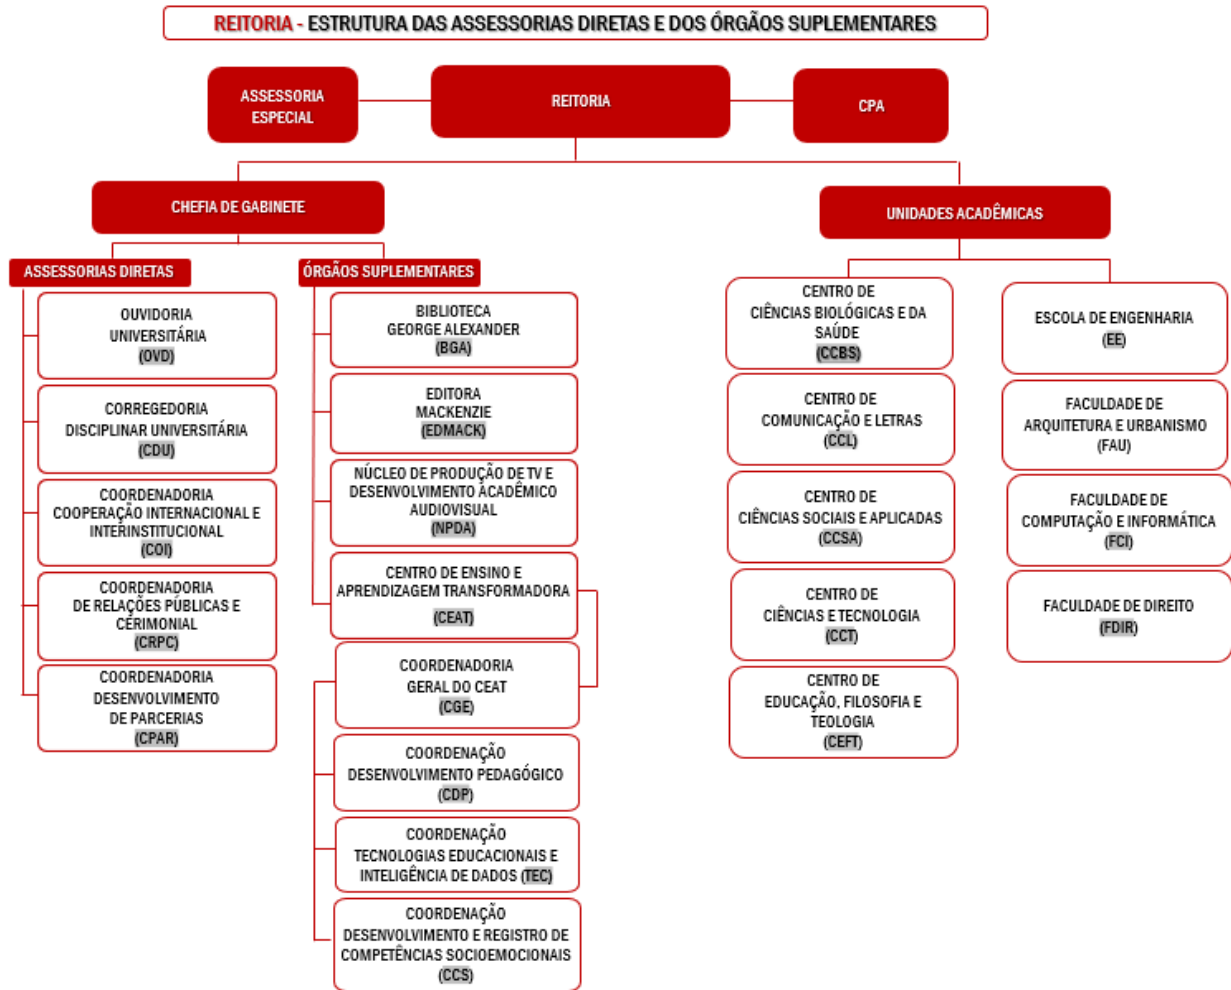 REITORIA - ESTRUTURA DAS ASSESSORIAS DIRETAS E DOS ÓRGÃOS SUPLEMENTARES
ASSESSORIA
ESPECIAL
REITORIA
CPA
CHEFIA DE GABINETE
UNIDADES ACADÊMICAS
ASSESSORIAS DIRETAS
OUVIDORIA
UNIVERSITÁRIA
(OVD)
CORREGEDORIA
DISCIPLINAR UNIVERSITÁRIA
(CDU)
COORDENADORIA
COOPERAÇÃO INTERNACIONAL E
INTERINSTITUCIONAL
(COI)
COORDENADORIA
DE RELAÇÕES PÚBLICAS E
CERIMONIAL
(CRPC)
COORDENADORIA
DESENVOLVIMENTO
DE PARCERIAS
(CPAR)
ÓRGÃOS SUPLEMENTARES
BIBLIOTECA
GEORGE ALEXANDER
(BGA)
EDITORA
MACKENZIE
(EDMACK)
NÚCLEO DE PRODUÇÃO DE TV E
DESENVOLVIMENTO ACADÊMICO
AUDIOVISUAL
(NPDA)
CENTRO DE ENSINO E
APRENDIZAGEM TRANSFORMADORA
(CEAT)
COORDENADORIA
GERAL DO CEAT
(CGE)
COORDENAÇÃO
DESENVOLVIMENTO PEDAGÓGICO
(CDP)
COORDENAÇÃO
TECNOLOGIAS EDUCACIONAIS E
INTELIGÊNCIA DE DADOS (TEC)
COORDENAÇÃO
DESENVOLVIMENTO E REGISTRO DE
COMPETÊNCIAS SOCIOEMOCIONAIS
(CCS)
CENTRO DE
CIÊNCIAS BIOLÓGICAS E DA
SAÚDE
(CCBS)
CENTRO DE
COMUNICAÇÃO E LETRAS
(CCL)
CENTRO DE
CIÊNCIAS SOCIAIS E APLICADAS
(CCSA)
CENTRO DE
CIÊNCIAS E TECNOLOGIA
(CCT)
CENTRO DE
EDUCAÇÃO, FILOSOFIA E
TEOLOGIA
(CEFT)
ESCOLA DE ENGENHARIA
(EE)
FACULDADE DE
ARQUITETURA E URBANISMO
(FAU)
FACULDADE DE
COMPUTAÇÃO E INFORMÁTICA
(FCI)
FACULDADE DE DIREITO
(FDIR)